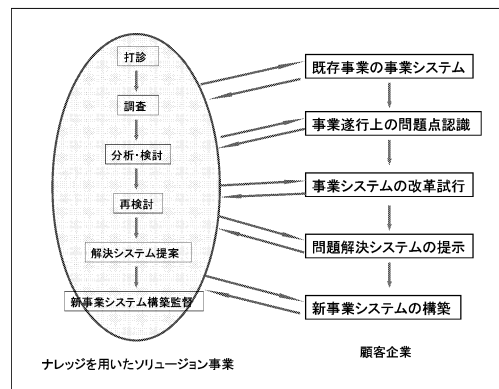 打診
調査
分析・検討
再検討
解決システム提案
新事業システム構築監督
ナレッジを用いたソリュージョン事業
既存事業の事業システム
事業遂行上の問題点認識
事業システムの改革試行
問題解決システムの提示
新事業システムの構築
顧客企業